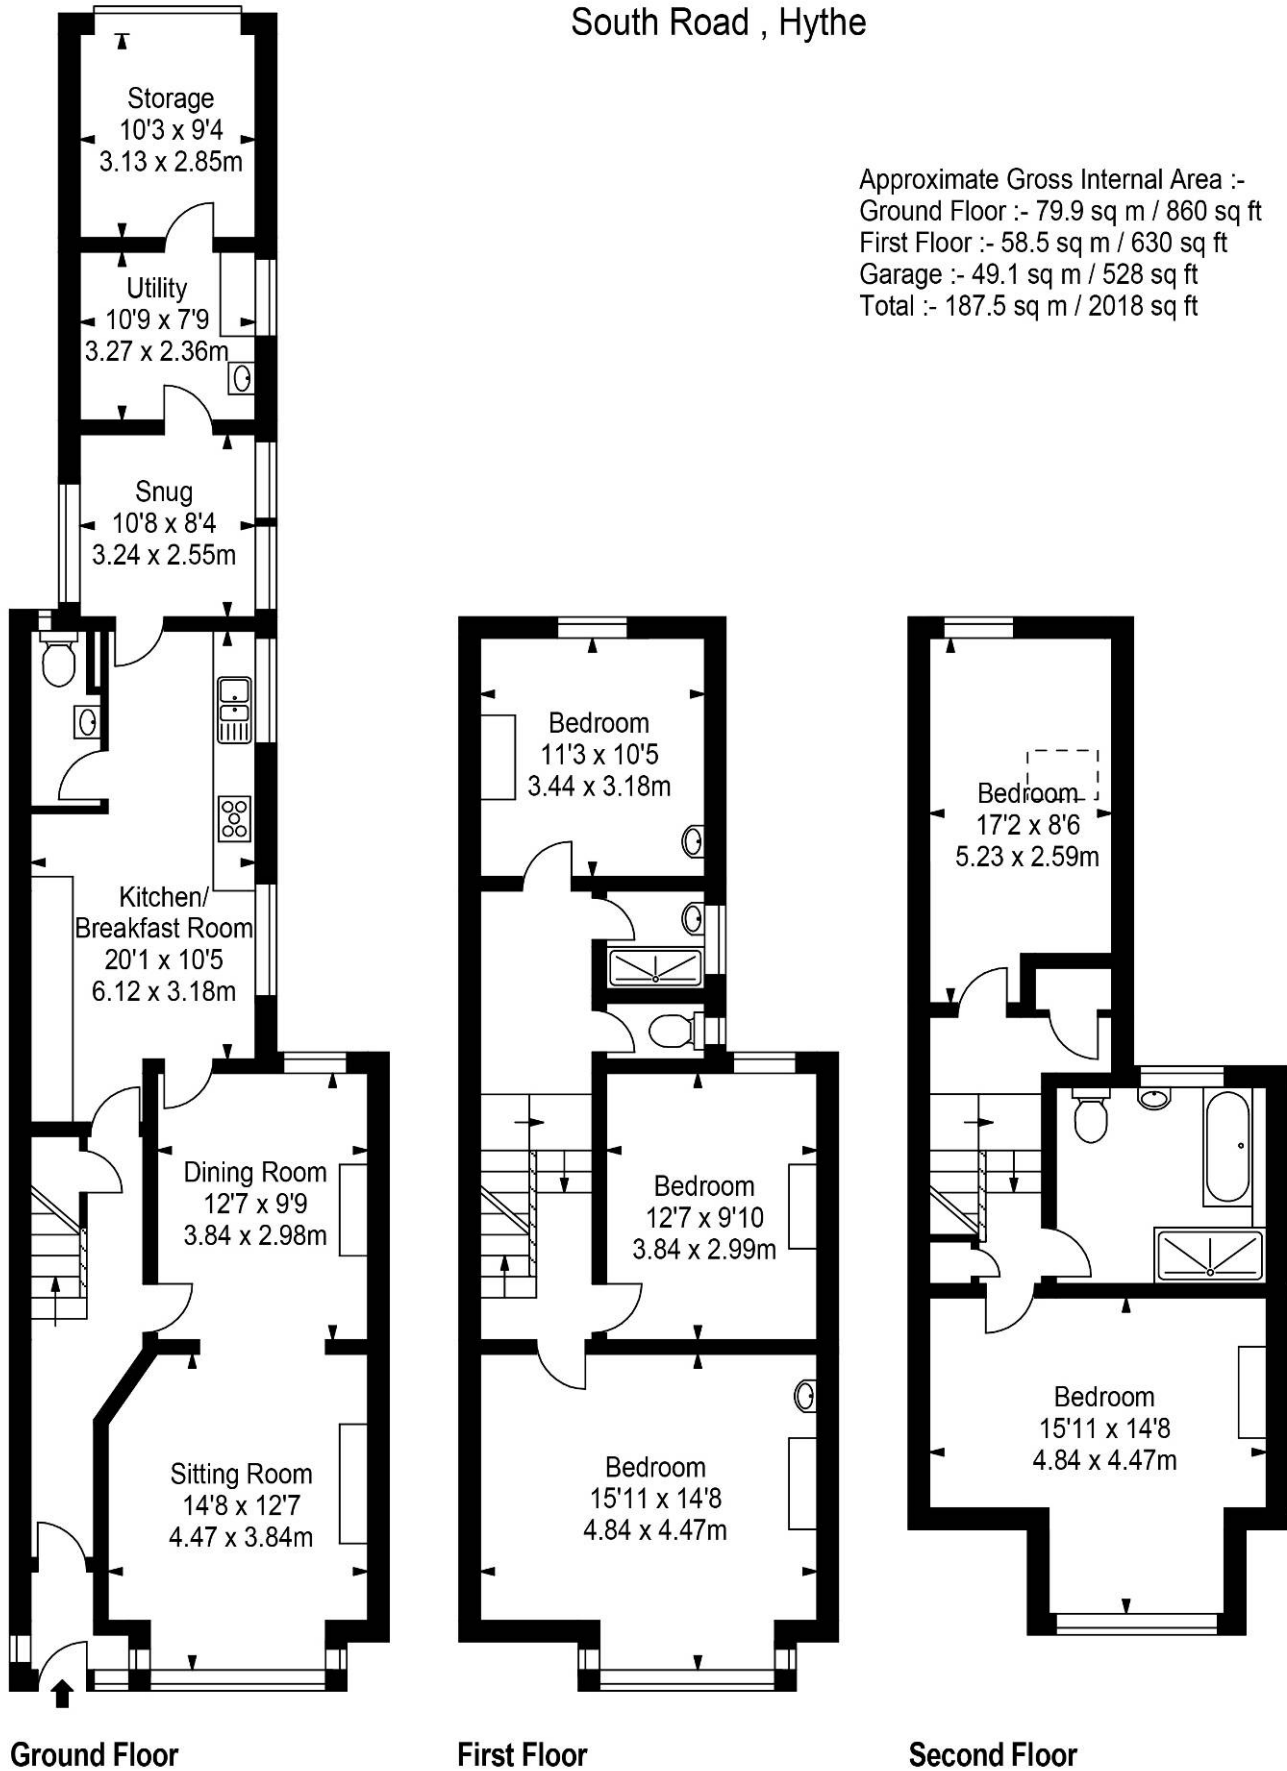 South Road , Hythe
Approximate Gross Internal Area :-
Ground Floor :- 79.9 sq m / 860 sq ft
First Floor :- 58.5 sq m / 630 sq ft
Garage :- 49.1 sq m / 528 sq ft
Total :- 187.5 sq m / 2018 sq ft
Storage
10'3 x 9'4
3.13 x 2.85m
Utility
10'9 x 7'9
3.27 x 2.36m
Snug
10'8 x 8'4
3.24 x 2.55m
Kitchen/
Breakfast Room
20'1 x 10'5
6.12 x 3.18m
Dining Room
12'7 x 9'9
3.84 x 2.98m
Sitting Room
14'8 x 12'7
4.47 x 3.84m
Ground Floor
Bedroom
11'3 x 10'5
3.44 x 3.18m
Bedroom
12'7 x 9'10
3.84 x 2.99m
Bedroom
15'11 x 14'8
4.84 x 4.47m
First Floor
Bedroom
17'2 x 8'6
5.23 x 2.59m
Bedroom
15'11 x 14'8
4.84 x 4.47m
Second Floor